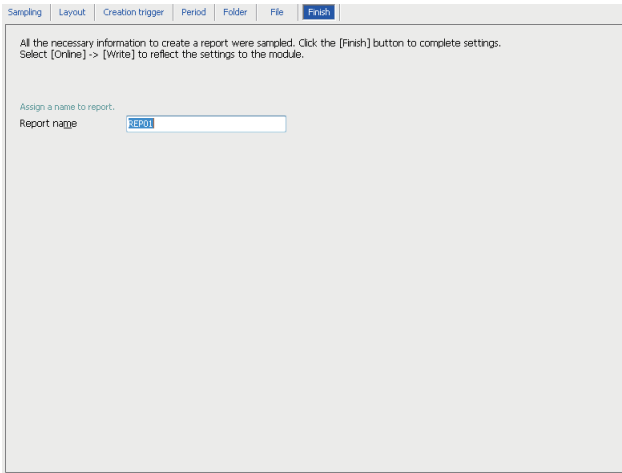 Sampling Layout Creation trigger Period Folder File Finish
All the necessary information to create a report were sampled. Click the [Finish] button to complete settings.
Select [Online] -> [Write] to reflect the settings to the module.
Assign a name to report.
Report name REP01